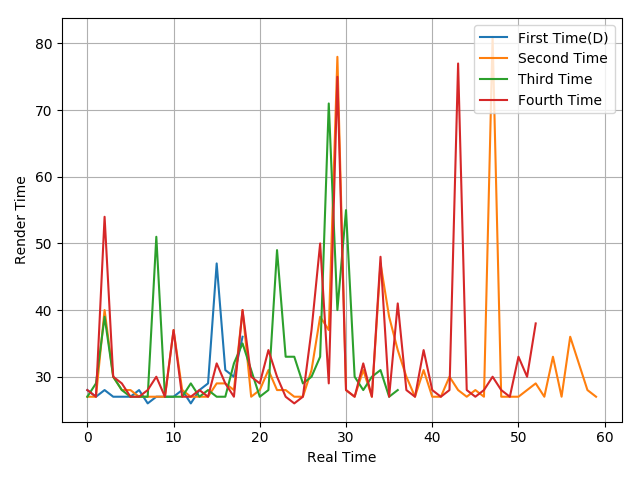 First Time(D)
Second Time
Third Time
Fourth Time
80
70
60
50
40
30
Render Time
0 10 20 30 40 50 60
Real Time